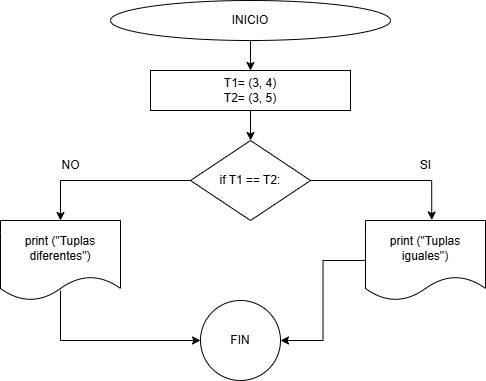 INICIO
T1= (3, 4)
T2= (3, 5)
if T1 == T2:
NO
SI
print ("Tuplas
diferentes")
print ("Tuplas
iguales")
FIN